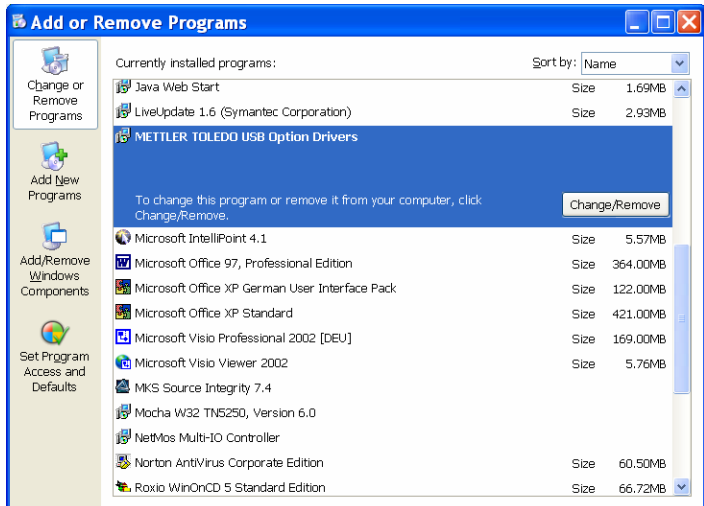 Add or Remove Programs
Change or
Remove
Programs
Add New
Programs
Add/Remove
Windows
Components
Set Program
Access and
Defaults
Currently installed programs:
Sort by: Name
Java Web Start Size 1.69MB
LiveUpdate 1.6 (Symantec Corporation) Size 2.93MB
METTLER TOLEDO USB Option Drivers
To change this program or remove it from your computer, click
Change/Remove.
Change/Remove
Microsoft IntelliPoint 4.1 Size 5.57MB
Microsoft Office 97, Professional Edition Size 364.00MB
Microsoft Office XP German User Interface Pack Size 122.00MB
Microsoft Office XP Standard Size 421.00MB
Microsoft Visio Professional 2002 [DEU] Size 169.00MB
Microsoft Visio Viewer 2002 Size 5.76MB
MKS Source Integrity 7.4
Mocha W32 TN5250, Version 6.0
NetMos Multi-IO Controller
Norton AntiVirus Corporate Edition Size 60.50MB
Roxio WinOnCD 5 Standard Edition Size 66.72MB